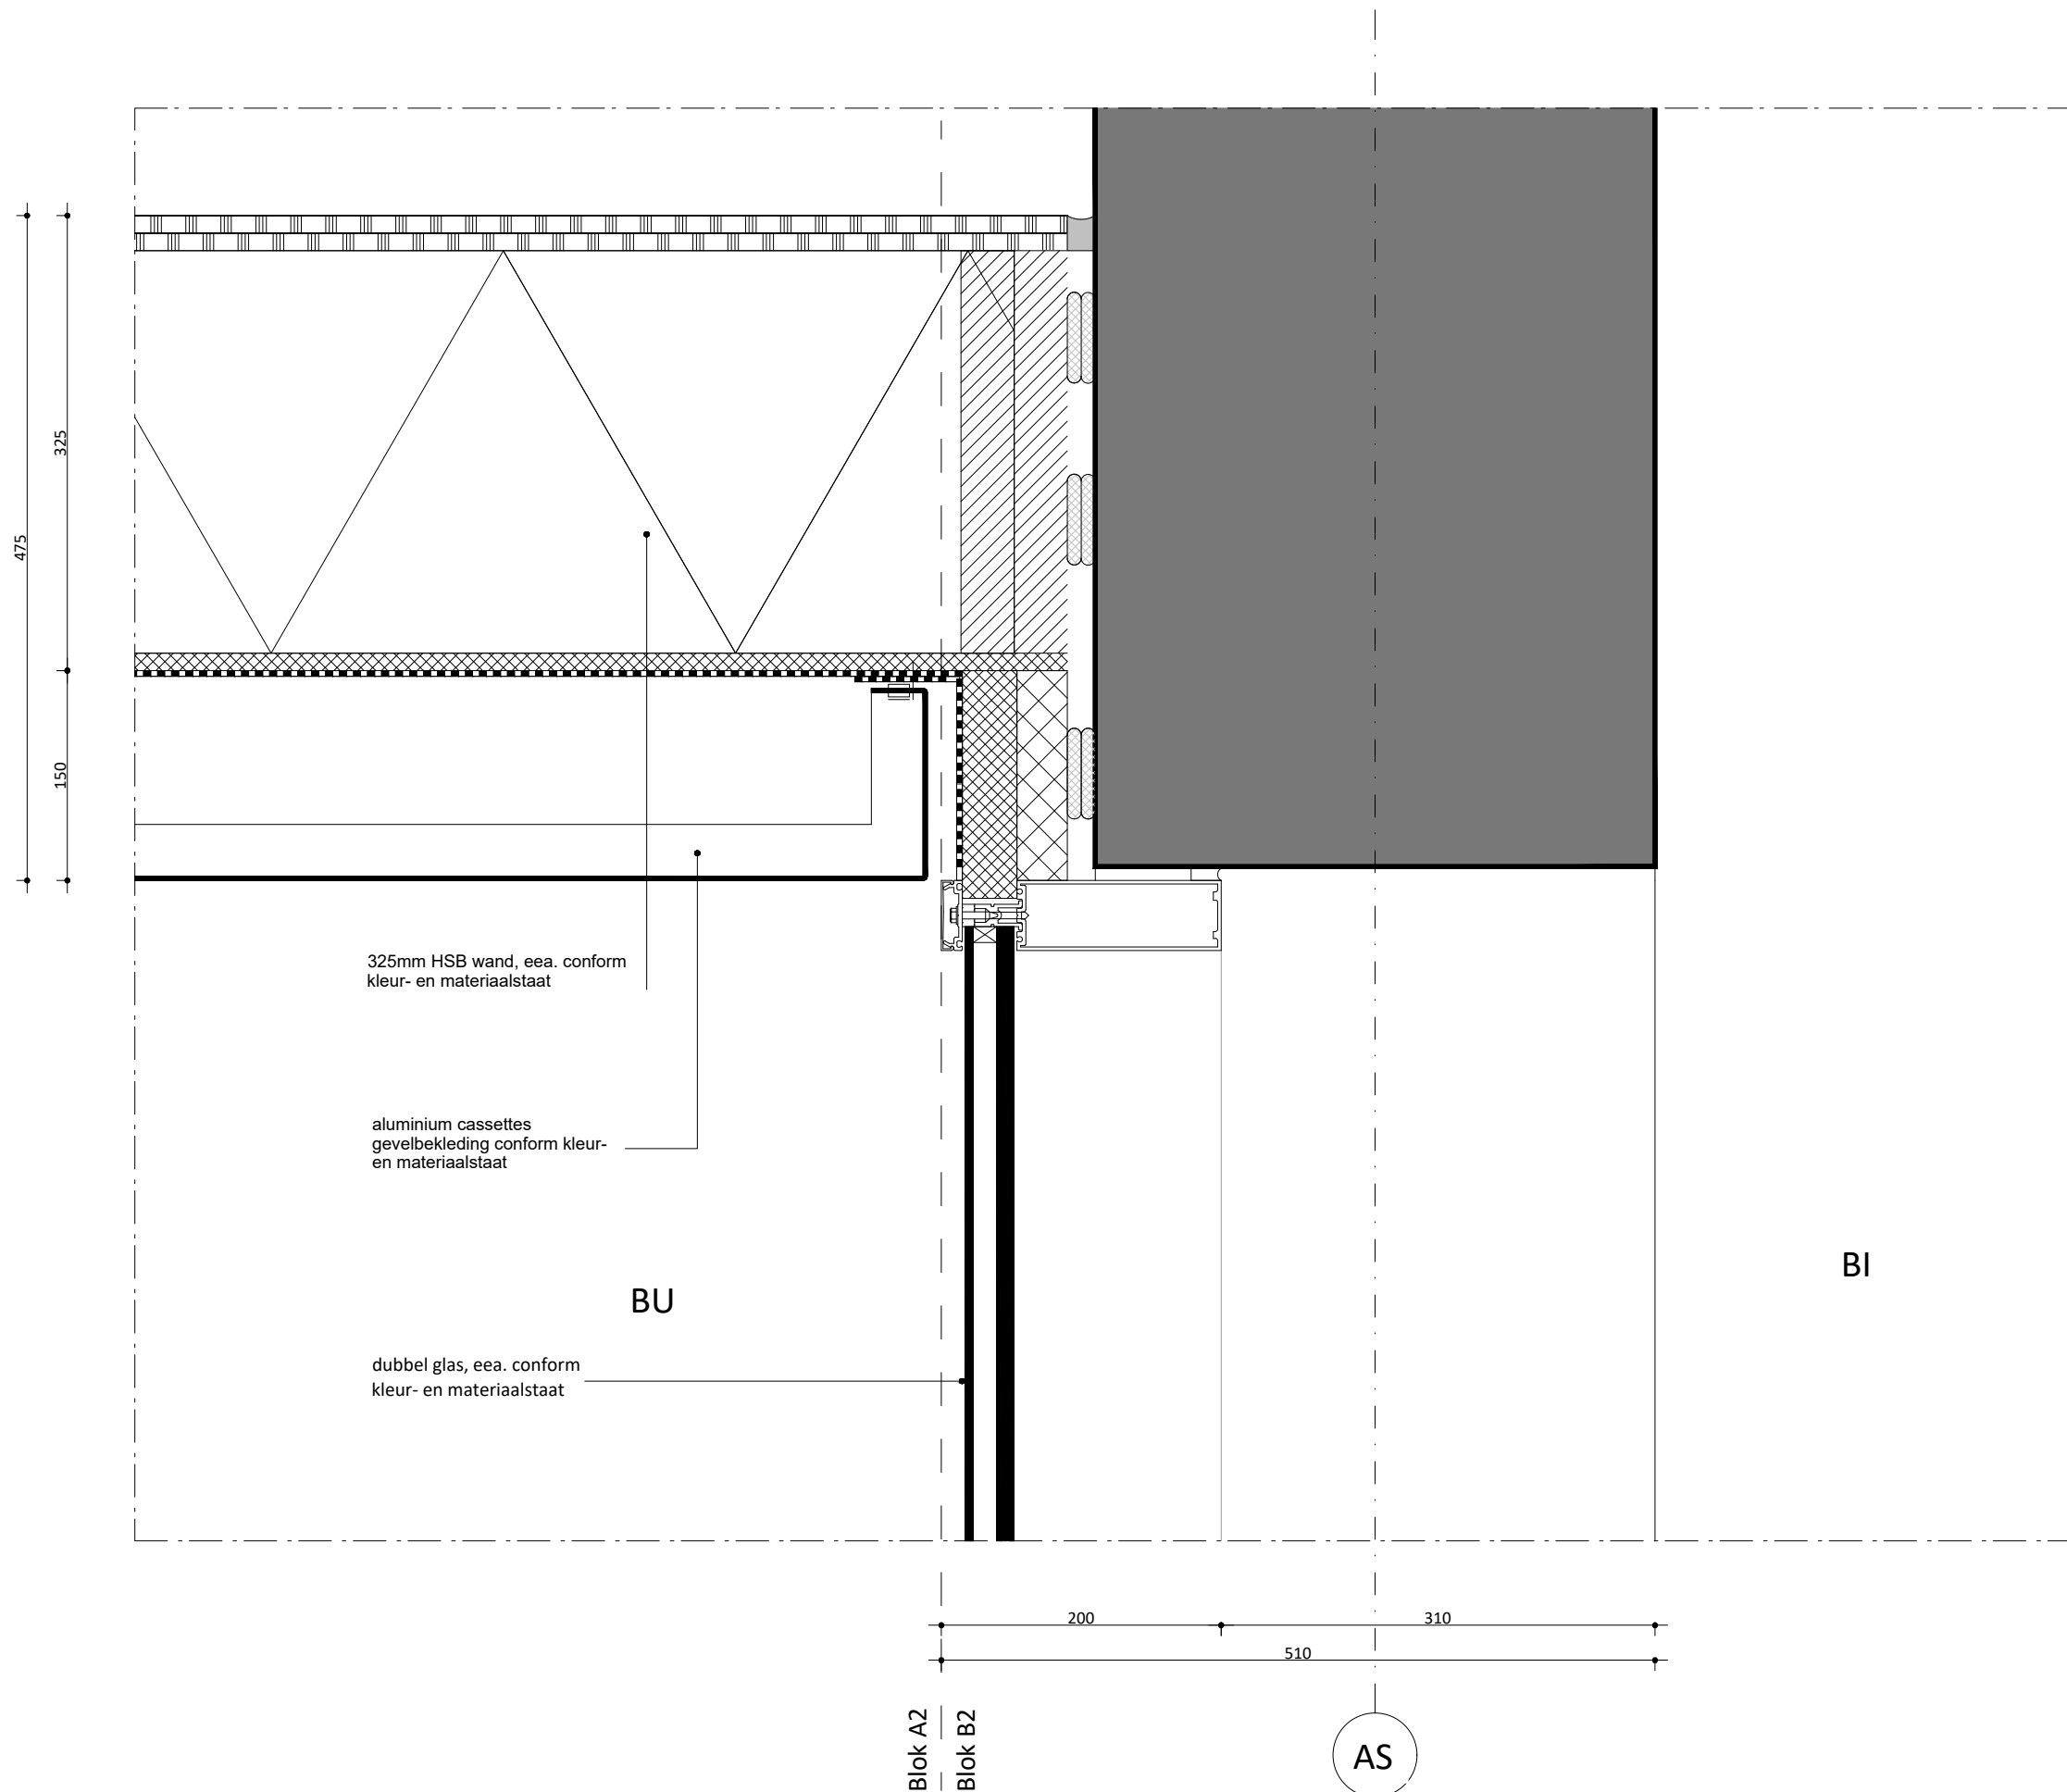 325
475
150
325mm HSB wand, eea. conform
kleur- en materiaalstaat
aluminium cassettes
gevelbekleding conform kleur-
en materiaalstaat
BU
BI
dubbel glas, eea. conform
kleur- en materiaalstaat
200
310
510
Blok A2
Blok B2
AS